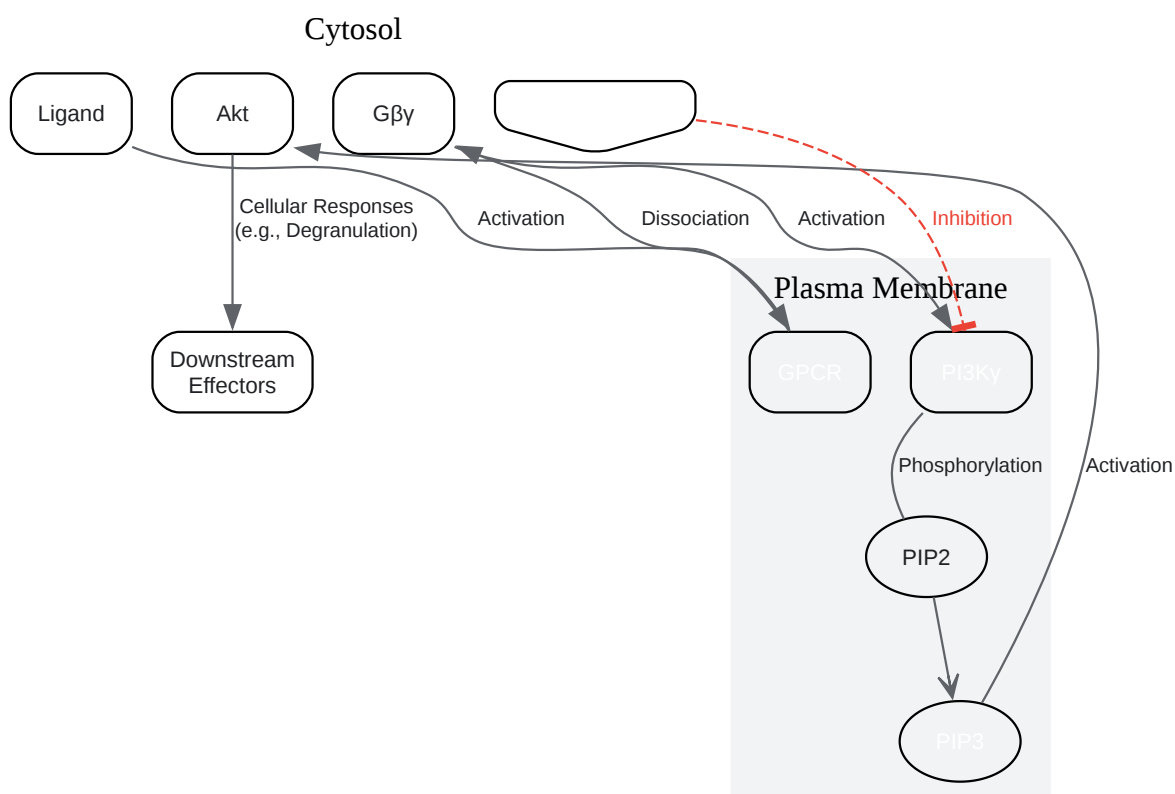 Cytosol
Ligand
Akt
Gβγ
Cellular Responses
(e.g., Degranulation)
Activation
Dissociation
Activation
Inhibition
Plasma Membrane
Downstream
Effectors
GPCR
PI3Kγ
Phosphorylation
Activation
PIP2
PIP3